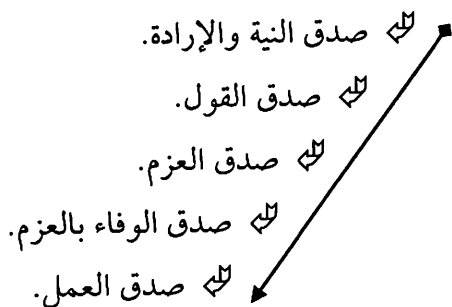 صدق النية والإرادة.
صدق القول.
صدق العزم.
صدق الوفاء بالعزم.
صدق العمل.